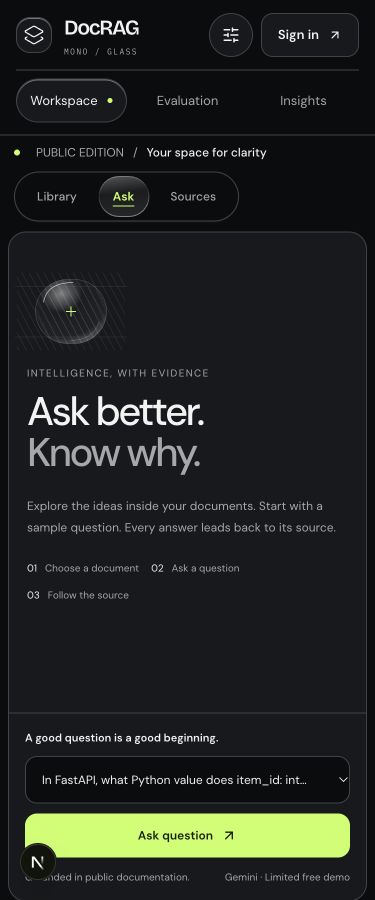 DocRAG
MONO / GLASS
Sign in
Workspace
Evaluation
Insights
PUBLIC EDITION / Your space for clarity
Library
Ask
Sources
INTELLIGENCE, WITH EVIDENCE
Ask better.
Know why.
Explore the ideas inside your documents. Start with a
sample question. Every answer leads back to its source.
01 Choose a document 02 Ask a question
03 Follow the source
A good question is a good beginning.
In FastAPI, what Python value does item_id: int...
Ask question
N
in public documentation.
Gemini · Limited free demo